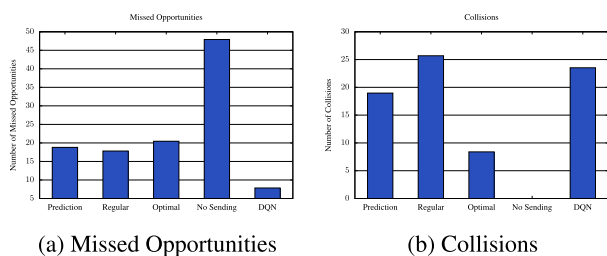 Missed Opportunities
Number of Missed Opportunities
50
45
40
35
30
25
20
15
10
5
Prediction Regular Optimal No Sending DQN
(a) Missed Opportunities
Collisions
Number of Collisions
30
25
20
15
10
5
0
Prediction Regular Optimal No Sending DQN
(b) Collisions